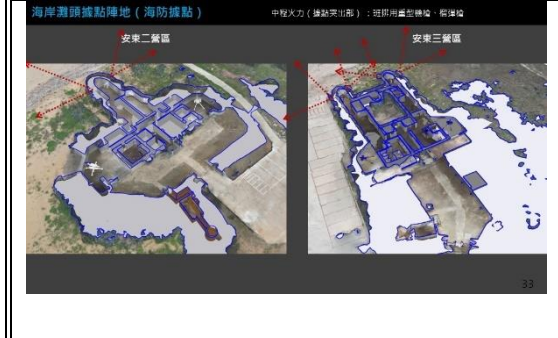 海岸灘頭據點陣地（海防據點）
中程火力（據點突出部）：班排用重型機槍、榴彈槍
安東二營區
安東三營區
33